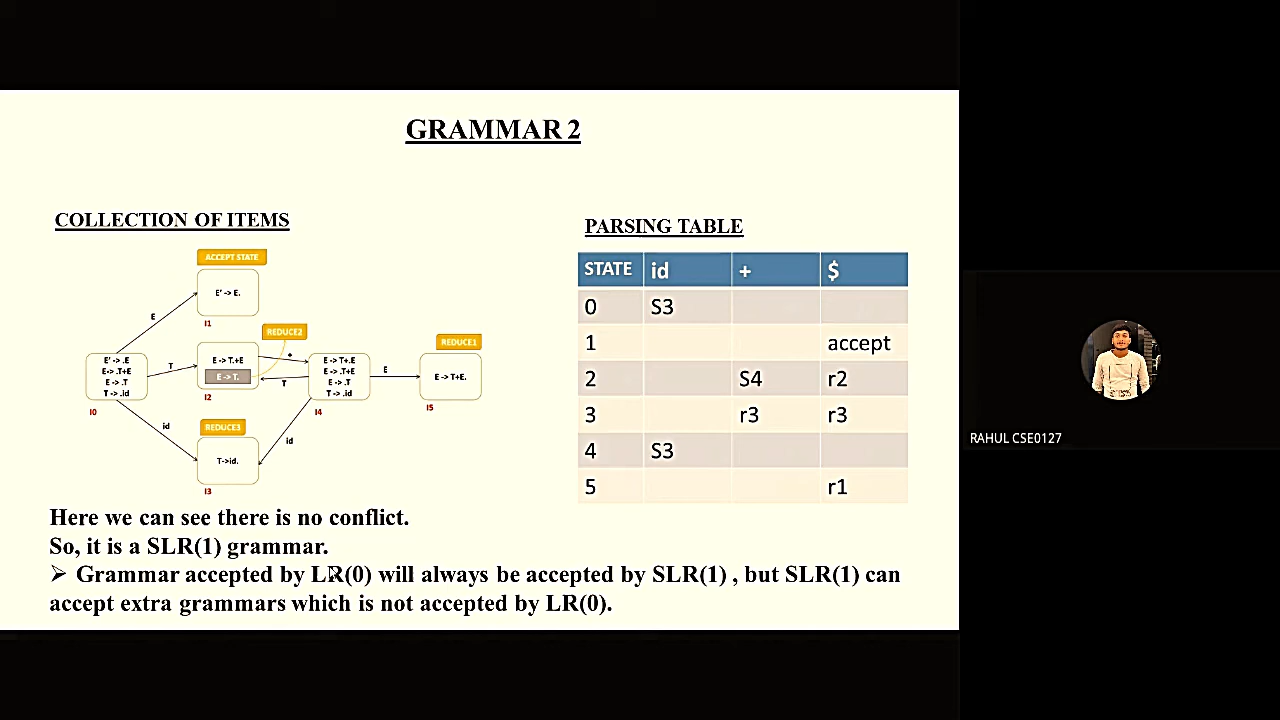 GRAMMAR 2
COLLECTION OF ITEMS
ACCEPT STATE
E' -> E.
I1
E
REDUCE2
E' -> .E
E-> .T+E
E -> .T
T -> .id
I0
T
E -> T.+E
E -> T.
I2
+
T
E -> T+.E
E -> .T+E
E -> .T
T -> .id
I4
E
REDUCE1
E -> T+E.
I5
id
REDUCE3
T->id.
I3
id
PARSING TABLE
STATE id + $
0 S3
1 accept
2 S4 r2
3 r3 r3
4 S3
5 r1
Here we can see there is no conflict.
So, it is a SLR(1) grammar.
➢ Grammar accepted by LR(0) will always be accepted by SLR(1) , but SLR(1) can
accept extra grammars which is not accepted by LR(0).
RAHUL CSE0127